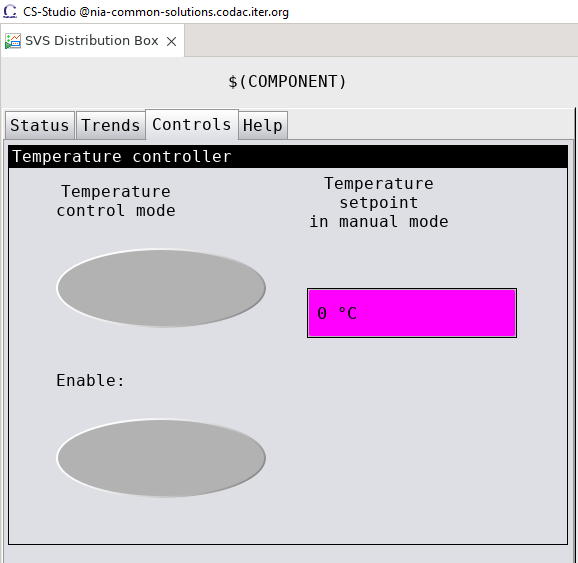 CS-Studio @nia-common-solutions.codac.iter.org
SVS Distribution Box
$(COMPONENT)
Status Trends Controls Help
Temperature controller
Temperature
control mode
Temperature
setpoint
in manual mode
0 °C
Enable: